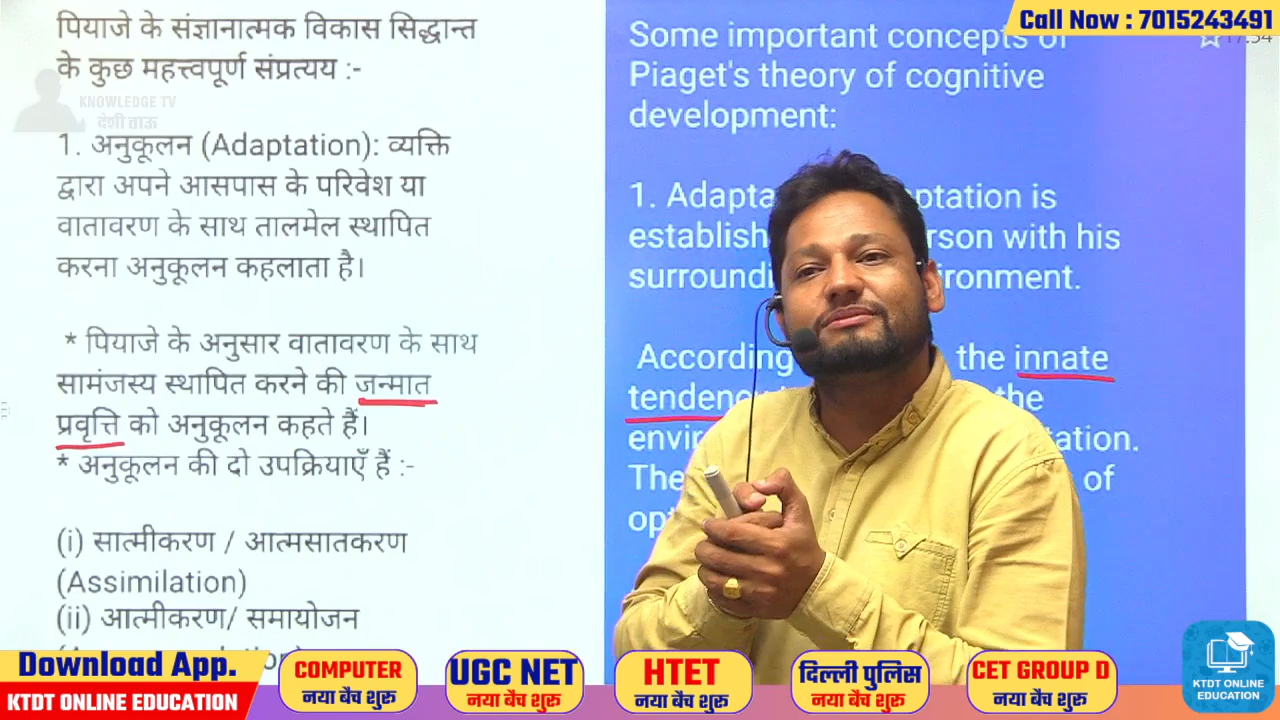 पियाजे के संज्ञानात्मक विकास सिद्धान्त
के कुछ महत्त्वपूर्ण संप्रत्यय :-
KNOWLEDGE TV
देशी ताऊ
1. अनुकूलन (Adaptation): व्यक्ति
द्वारा अपने आसपास के परिवेश या
वातावरण के साथ तालमेल स्थापित
करना अनुकूलन कहलाता है।
* पियाजे के अनुसार वातावरण के साथ
सामंजस्य स्थापित करने की जन्मात
प्रवृत्ति को अनुकूलन कहते हैं।
* अनुकूलन की दो उपक्रियाएँ हैं :-
(i) सात्मीकरण / आत्मसातकरण
(Assimilation)
(ii) आत्मीकरण/ समायोजन
Call Now : 7015243491
Some important concepts of
Piaget's theory of cognitive
development:
1. Adapta ptation is
establish rson with his
surroundi ironment.
According the innate
tenden the
envir tation.
The of
op
Download App.
KTDT ONLINE EDUCATION
COMPUTER
नया बैच शुरू
UGC NET
नया बैच शुरू
HTET
नया बैच शुरू
दिल्ली पुलिस
नया बैच शुरू
CET GROUP D
नया बैच शुरू
KTDT ONLINE
EDUCATION